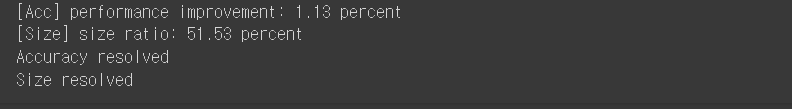 [Acc] performance improvement: 1.13 percent
[Size] size ratio: 51.53 percent
Accuracy resolved
Size resolved